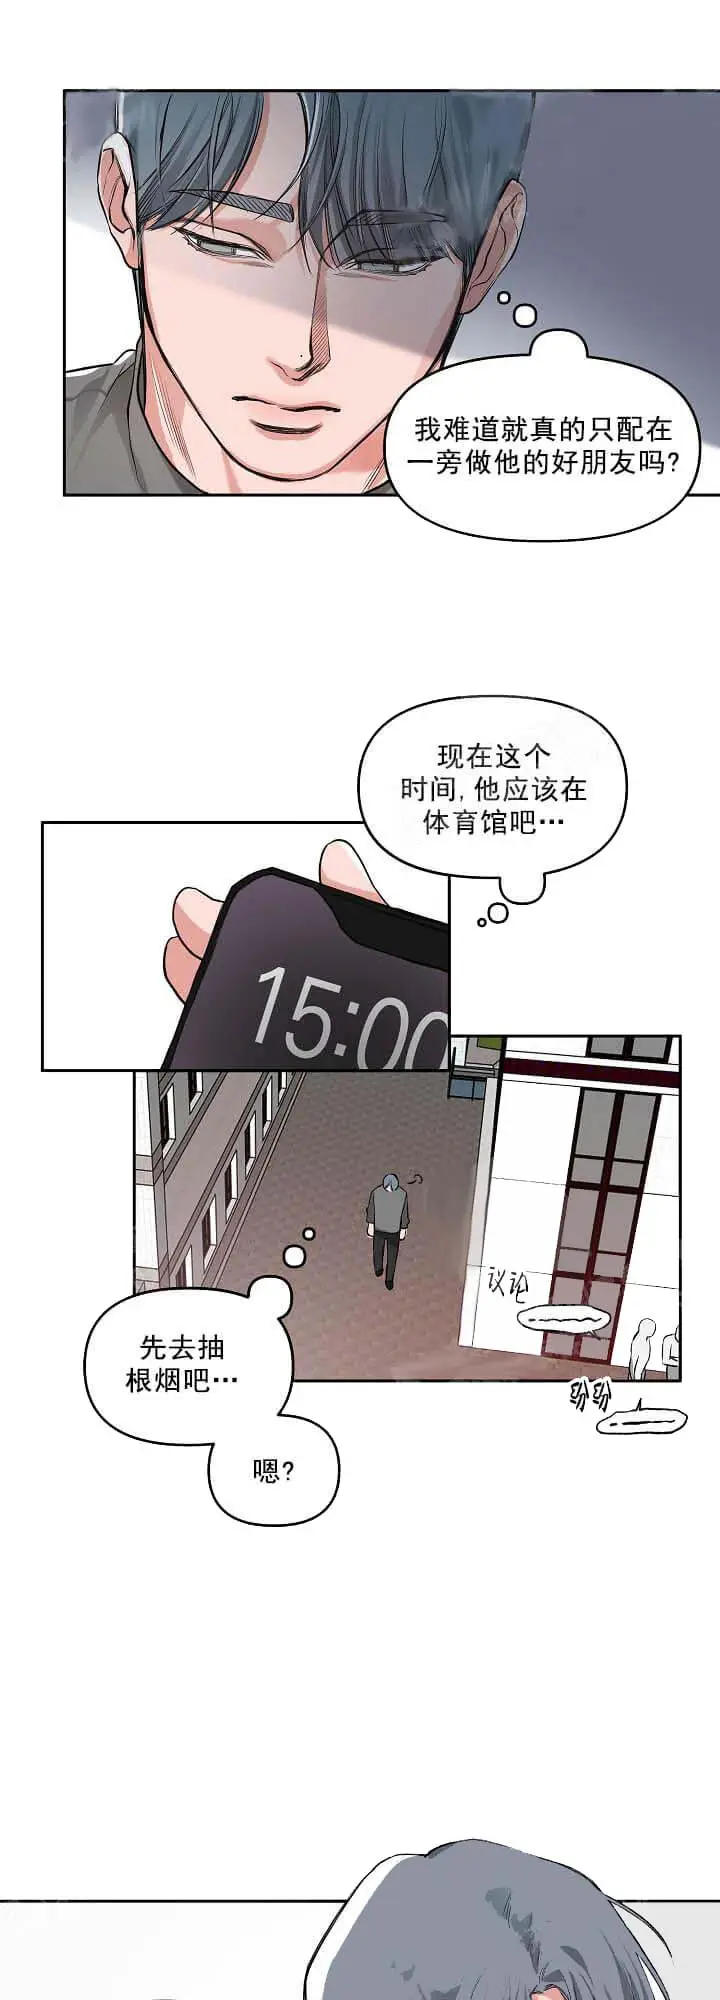 我难道就真的只配在
一旁做他的好朋友吗?
现在这个
时间,他应该在
体育馆吧…
15:00
议论
纷纷
先去抽
根烟吧…
嗯?